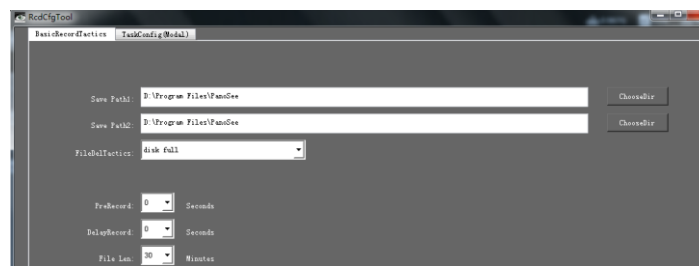 RcdCfgTool
BasicRecordTactics TaskConfig(Modal)
Save Path1: D:\Program Files\PanoSee ChooseDir
Save Path2: D:\Program Files\PanoSee ChooseDir
FileDelTactics: disk full
PreRecord: 0 Seconds
DelayRecord: 0 Seconds
File Len: 30 Minutes